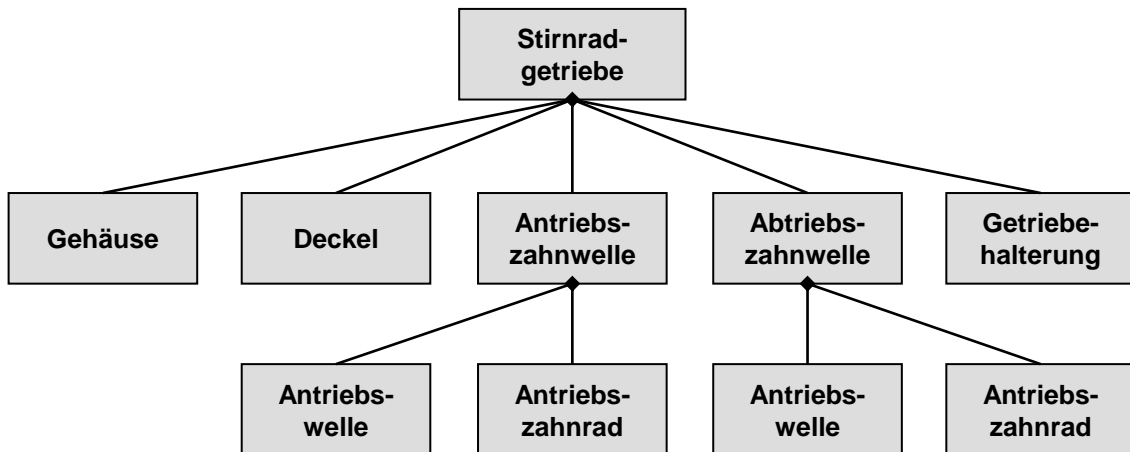 Stirnrad-
getriebe
Gehäuse
Deckel
Antriebs-
zahnwelle
Abtriebs-
zahnwelle
Getriebe-
halterung
Antriebs-
welle
Antriebs-
zahnrad
Antriebs-
welle
Antriebs-
zahnrad